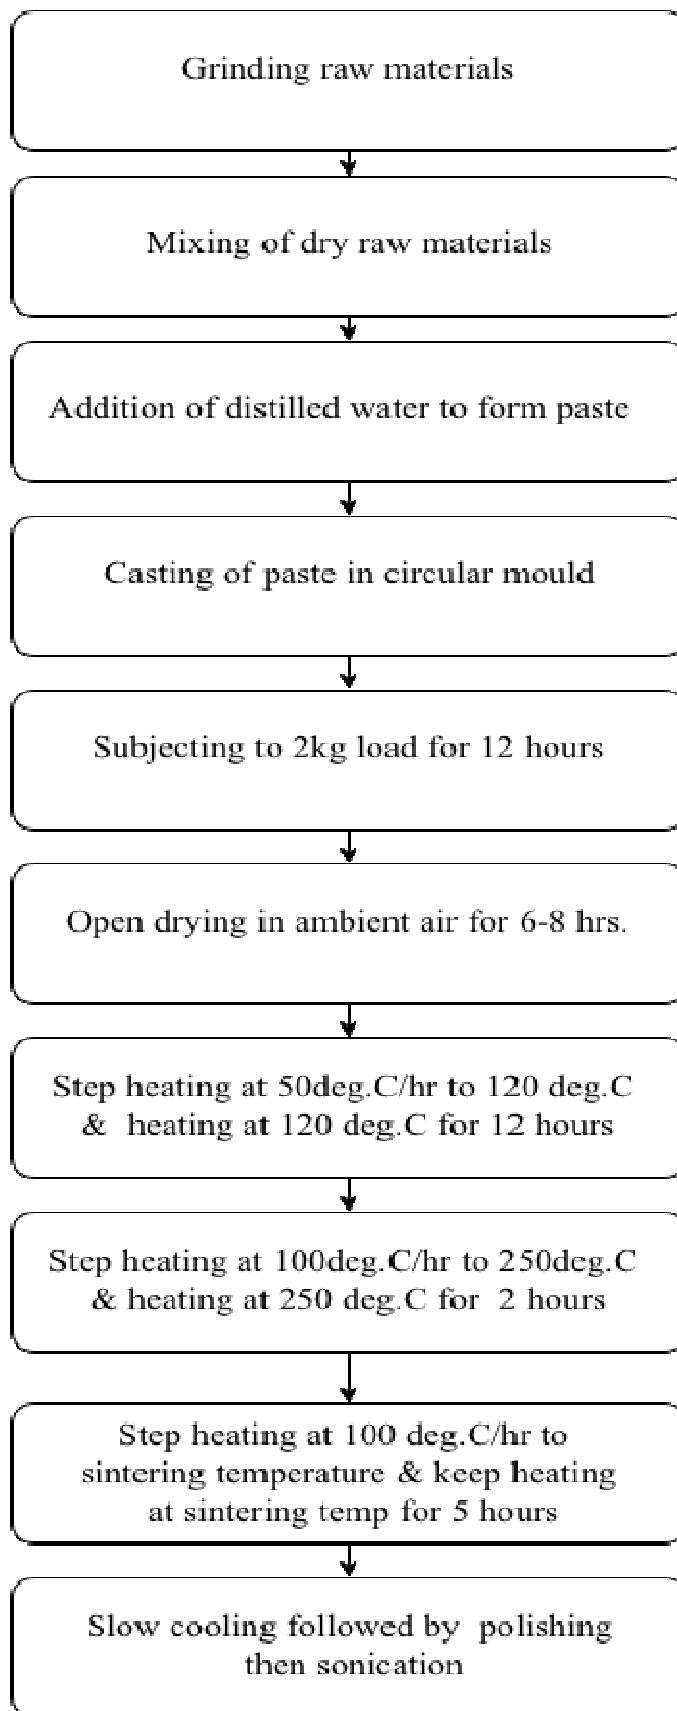 Grinding raw materials
Mixing of dry raw materials
Addition of distilled water to form paste
Casting of paste in circular mould
Subjecting to 2kg load for 12 hours
Open drying in ambient air for 6-8 hrs.
Step heating at 50deg.C/hr to 120 deg.C
& heating at 120 deg.C for 12 hours
Step heating at 100deg.C/hr to 250deg.C
& heating at 250 deg.C for 2 hours
Step heating at 100 deg.C/hr to
sintering temperature & keep heating
at sintering temp for 5 hours
Slow cooling followed by polishing
then sonication